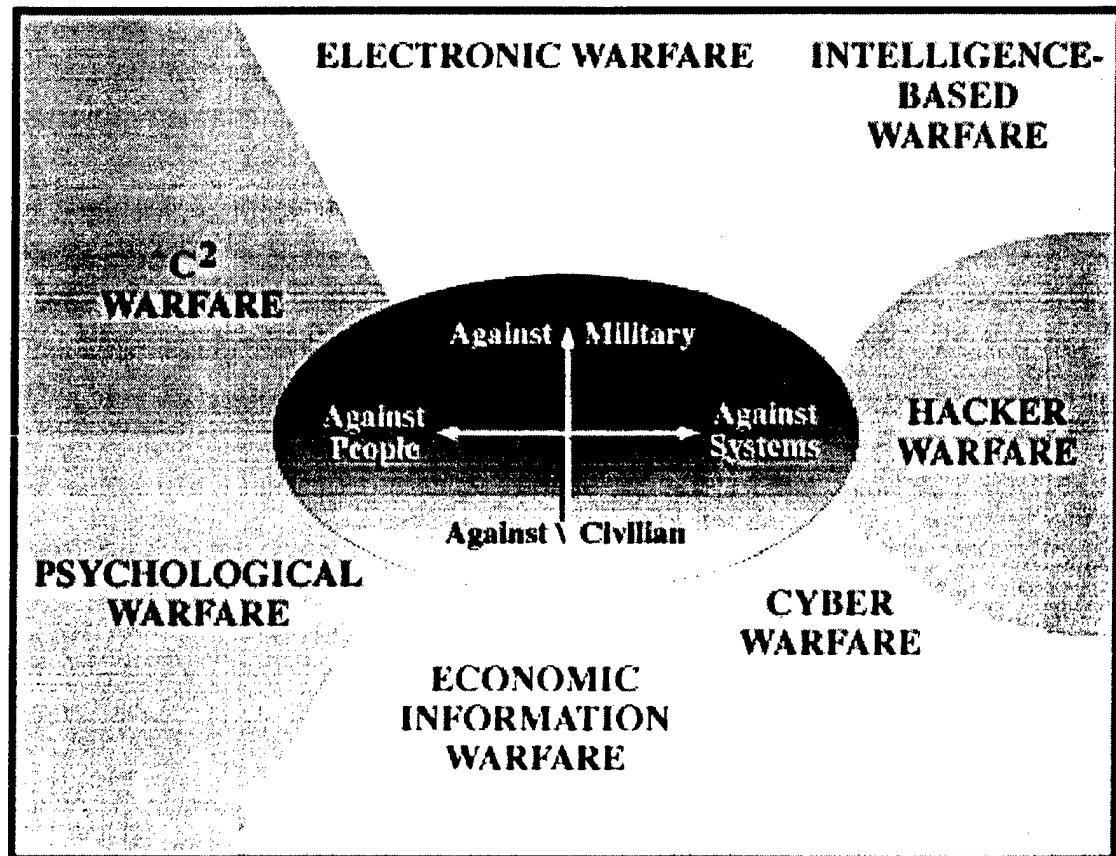 ELECTRONIC WARFARE
INTELLIGENCE-
BASED
WARFARE
C²
WARFARE
Against Military
Against
People
Against
Systems
HACKER
WARFARE
Against Civilian
PSYCHOLOGICAL
WARFARE
CYBER
WARFARE
ECONOMIC
INFORMATION
WARFARE